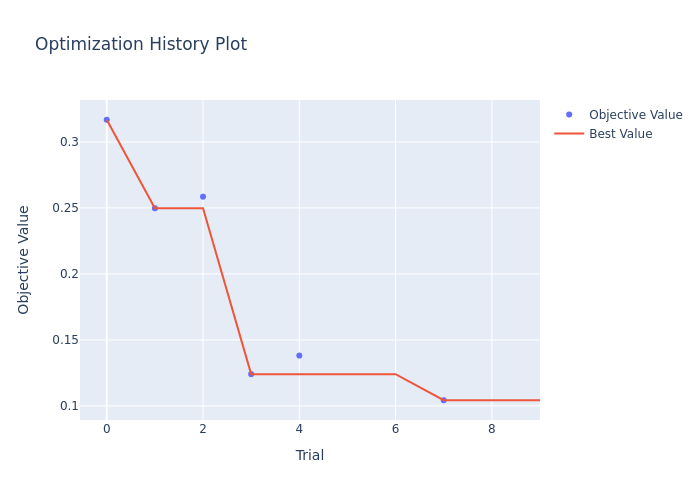 Optimization History Plot
Objective Value
Best Value
0.3
0.25
0.2
0.15
0.1
Objective Value
0
2
4
6
8
Trial